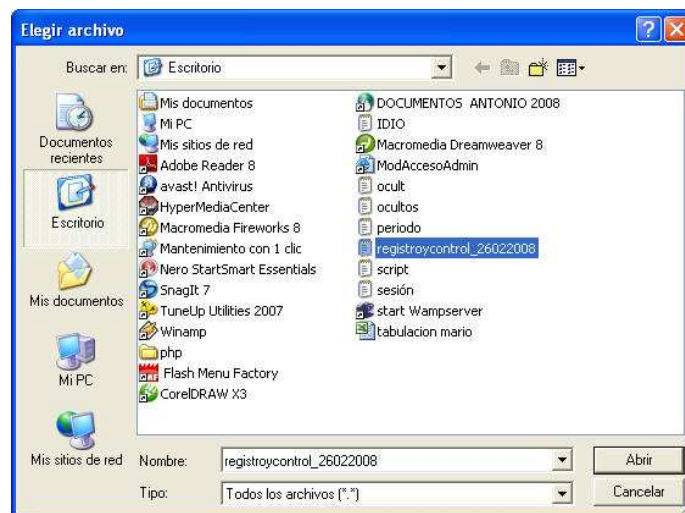 Elegir archivo
Buscar en:
Escritorio
Documentos
recientes
Escritorio
Mis documentos
Mi PC
Mis sitios de red
Mis documentos
Mi PC
Mis sitios de red
Adobe Reader 8
avast! Antivirus
HyperMediaCenter
Macromedia Fireworks 8
Mantenimiento con 1 clic
Nero StartSmart Essentials
SnagIt 7
TuneUp Utilities 2007
Winamp
php
Flash Menu Factory
CorelDRAW X3
DOCUMENTOS ANTONIO 2008
IDIO
Macromedia Dreamweaver 8
ModAccesoAdmin
ocult
ocultos
periodo
registroycontrol_26022008
script
sesión
start Wampserver
tabulacion mario
Nombre:
registroycontrol_26022008
Abrir
Tipo:
Todos los archivos (*.*)
Cancelar